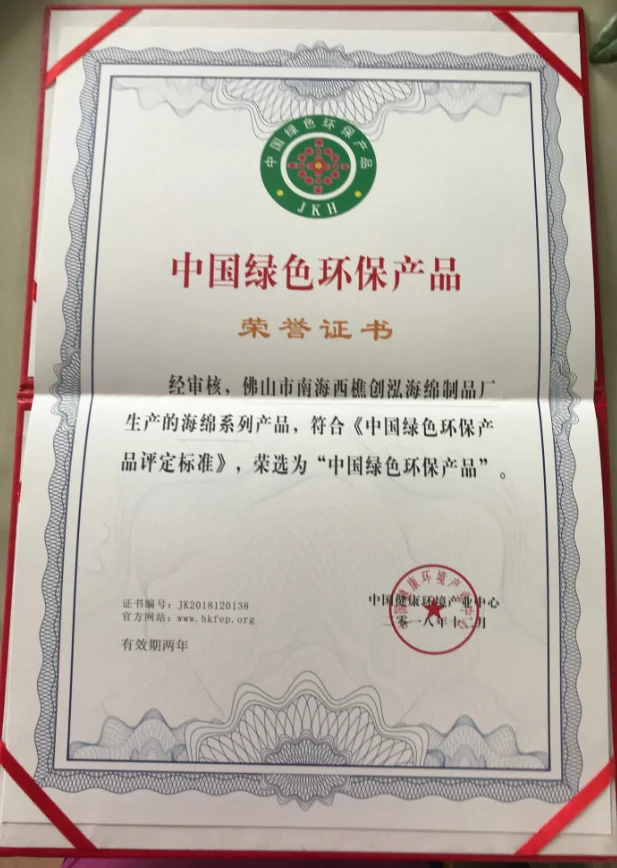 中国绿色环保产品
JKH
中国绿色环保产品
荣誉证书
经审核，佛山市南海西樵创泓海绵制品厂
生产的海绵系列产品，符合《中国绿色环保产
品评定标准》，荣选为“中国绿色环保产品”。
证书编号：JK2018120138
中国健康环境产业中心
官方网站：www.hkfep.org
二零一八年十二月
有效期两年